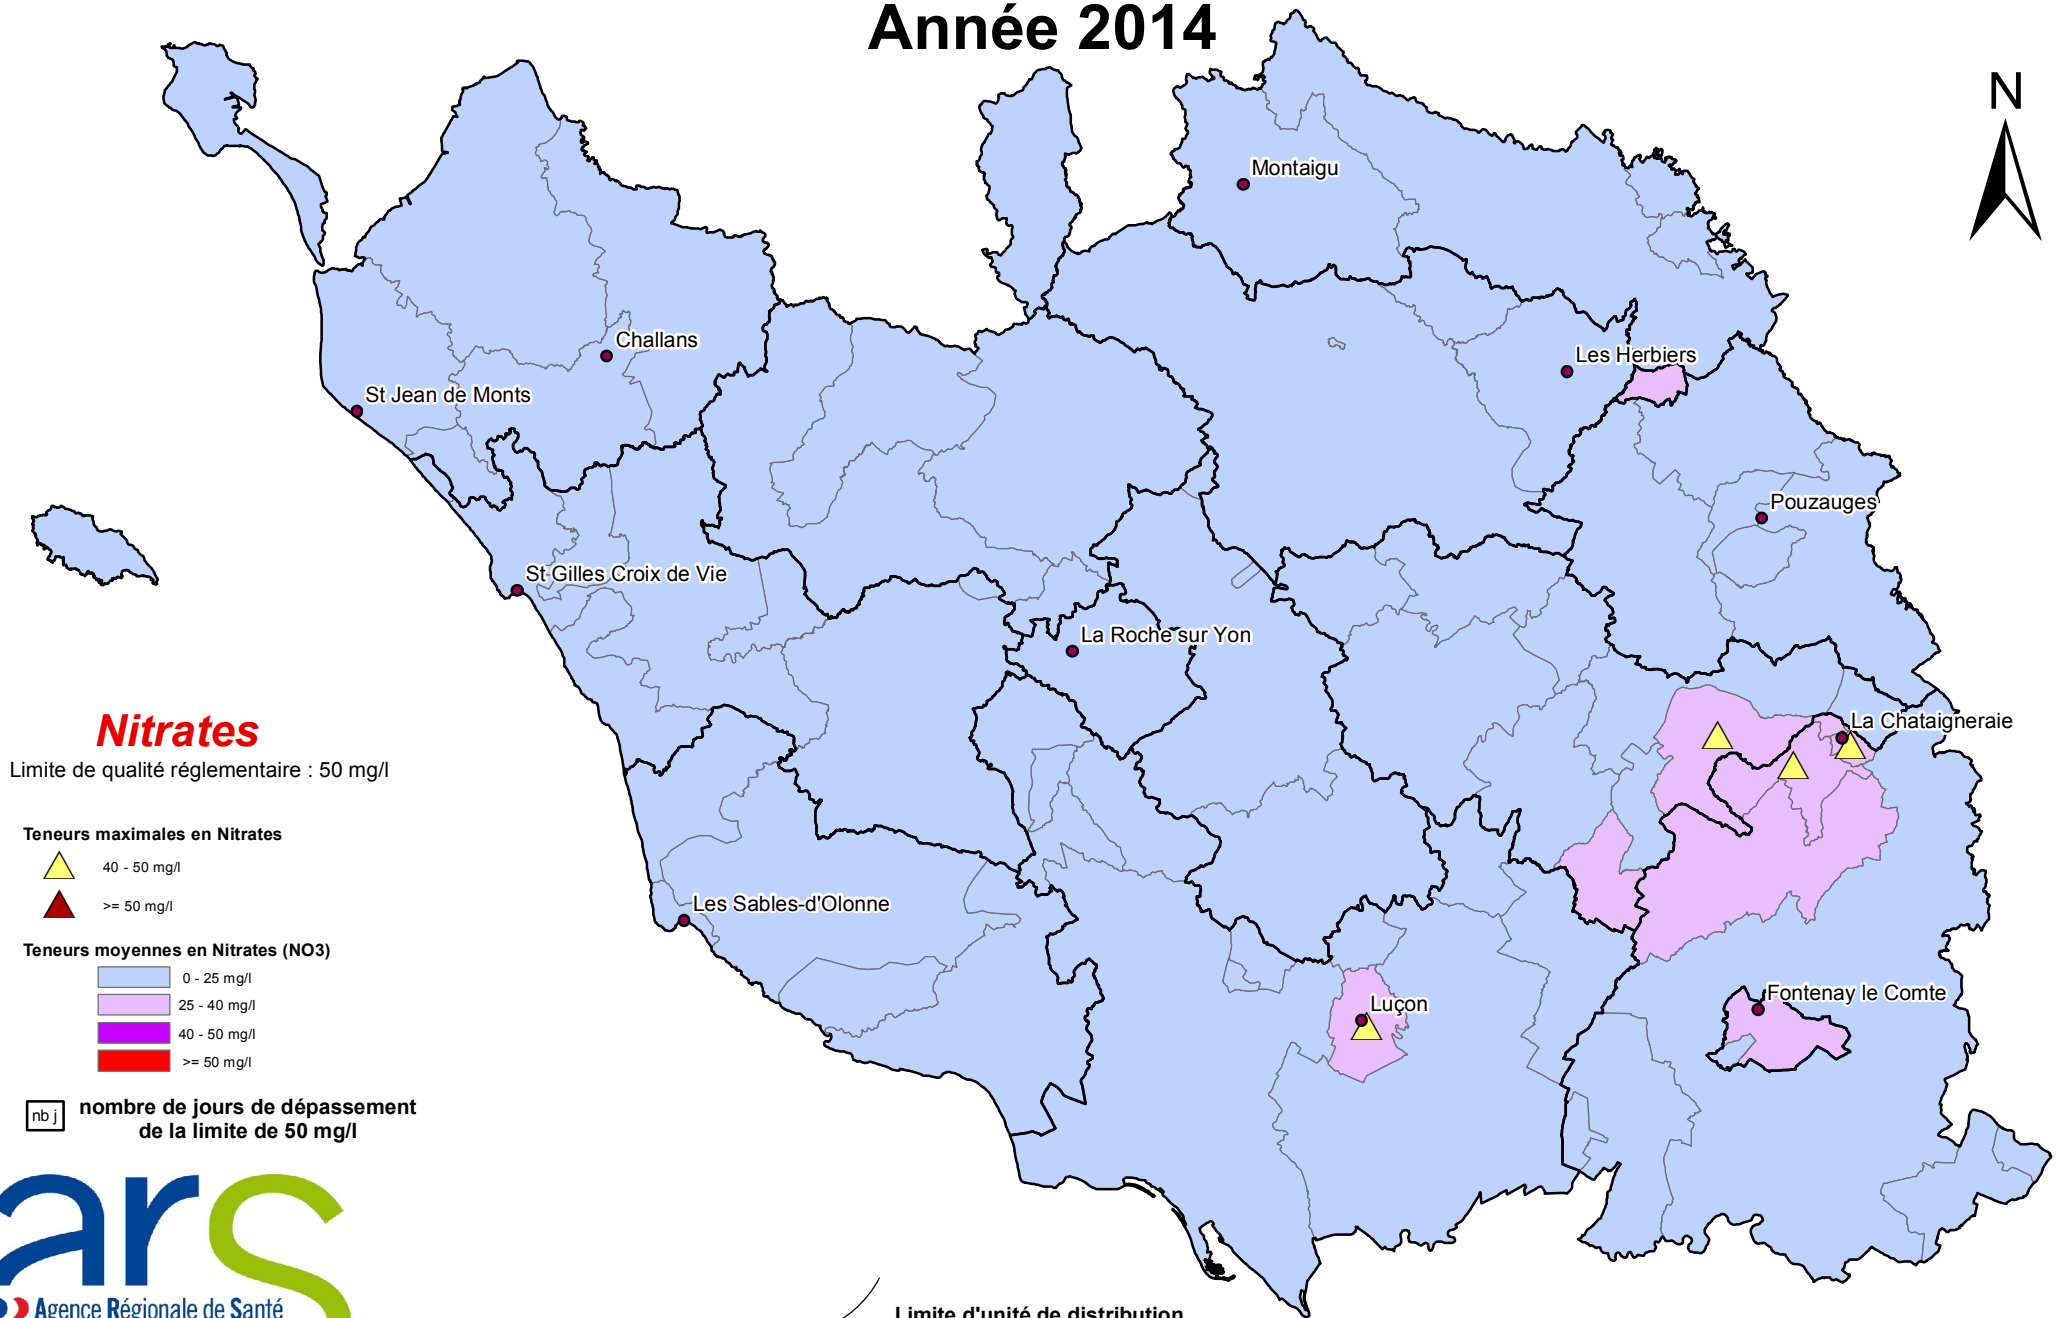 Année 2014
N
Montaigu
Challans
Les Herbiers
St Jean de Monts
Pouzauges
St Gilles Croix de Vie
La Roche sur Yon
La Chataigneraie
Nitrates
Limite de qualité réglementaire : 50 mg/l
Teneurs maximales en Nitrates
40 - 50 mg/l
>= 50 mg/l
Les Sables-d'Olonne
Teneurs moyennes en Nitrates (NO3)
0 - 25 mg/l
25 - 40 mg/l
40 - 50 mg/l
>= 50 mg/l
Luçon
Fontenay le Comte
nb j
nombre de jours de dépassement
de la limite de 50 mg/l
ars
Agence Régionale de Santé
Limite d'unité de distribution